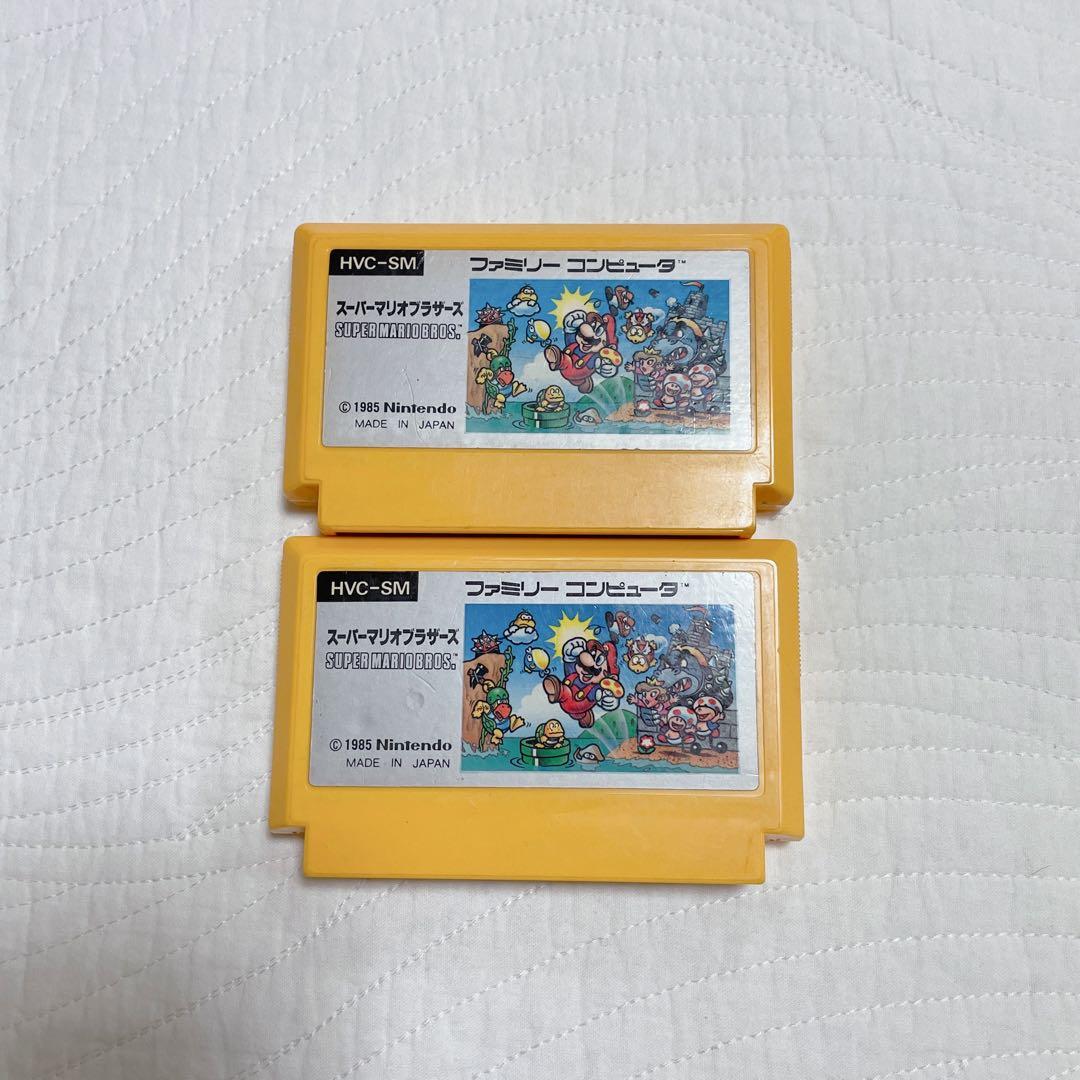 HVC-SM
ファミリー コンピュータ™
スーパーマリオブラザーズ
SUPER MARIO BROS.™
© 1985 Nintendo
MADE IN JAPAN
HVC-SM
ファミリー コンピュータ™
スーパーマリオブラザーズ
SUPER MARIO BROS.™
© 1985 Nintendo
MADE IN JAPAN